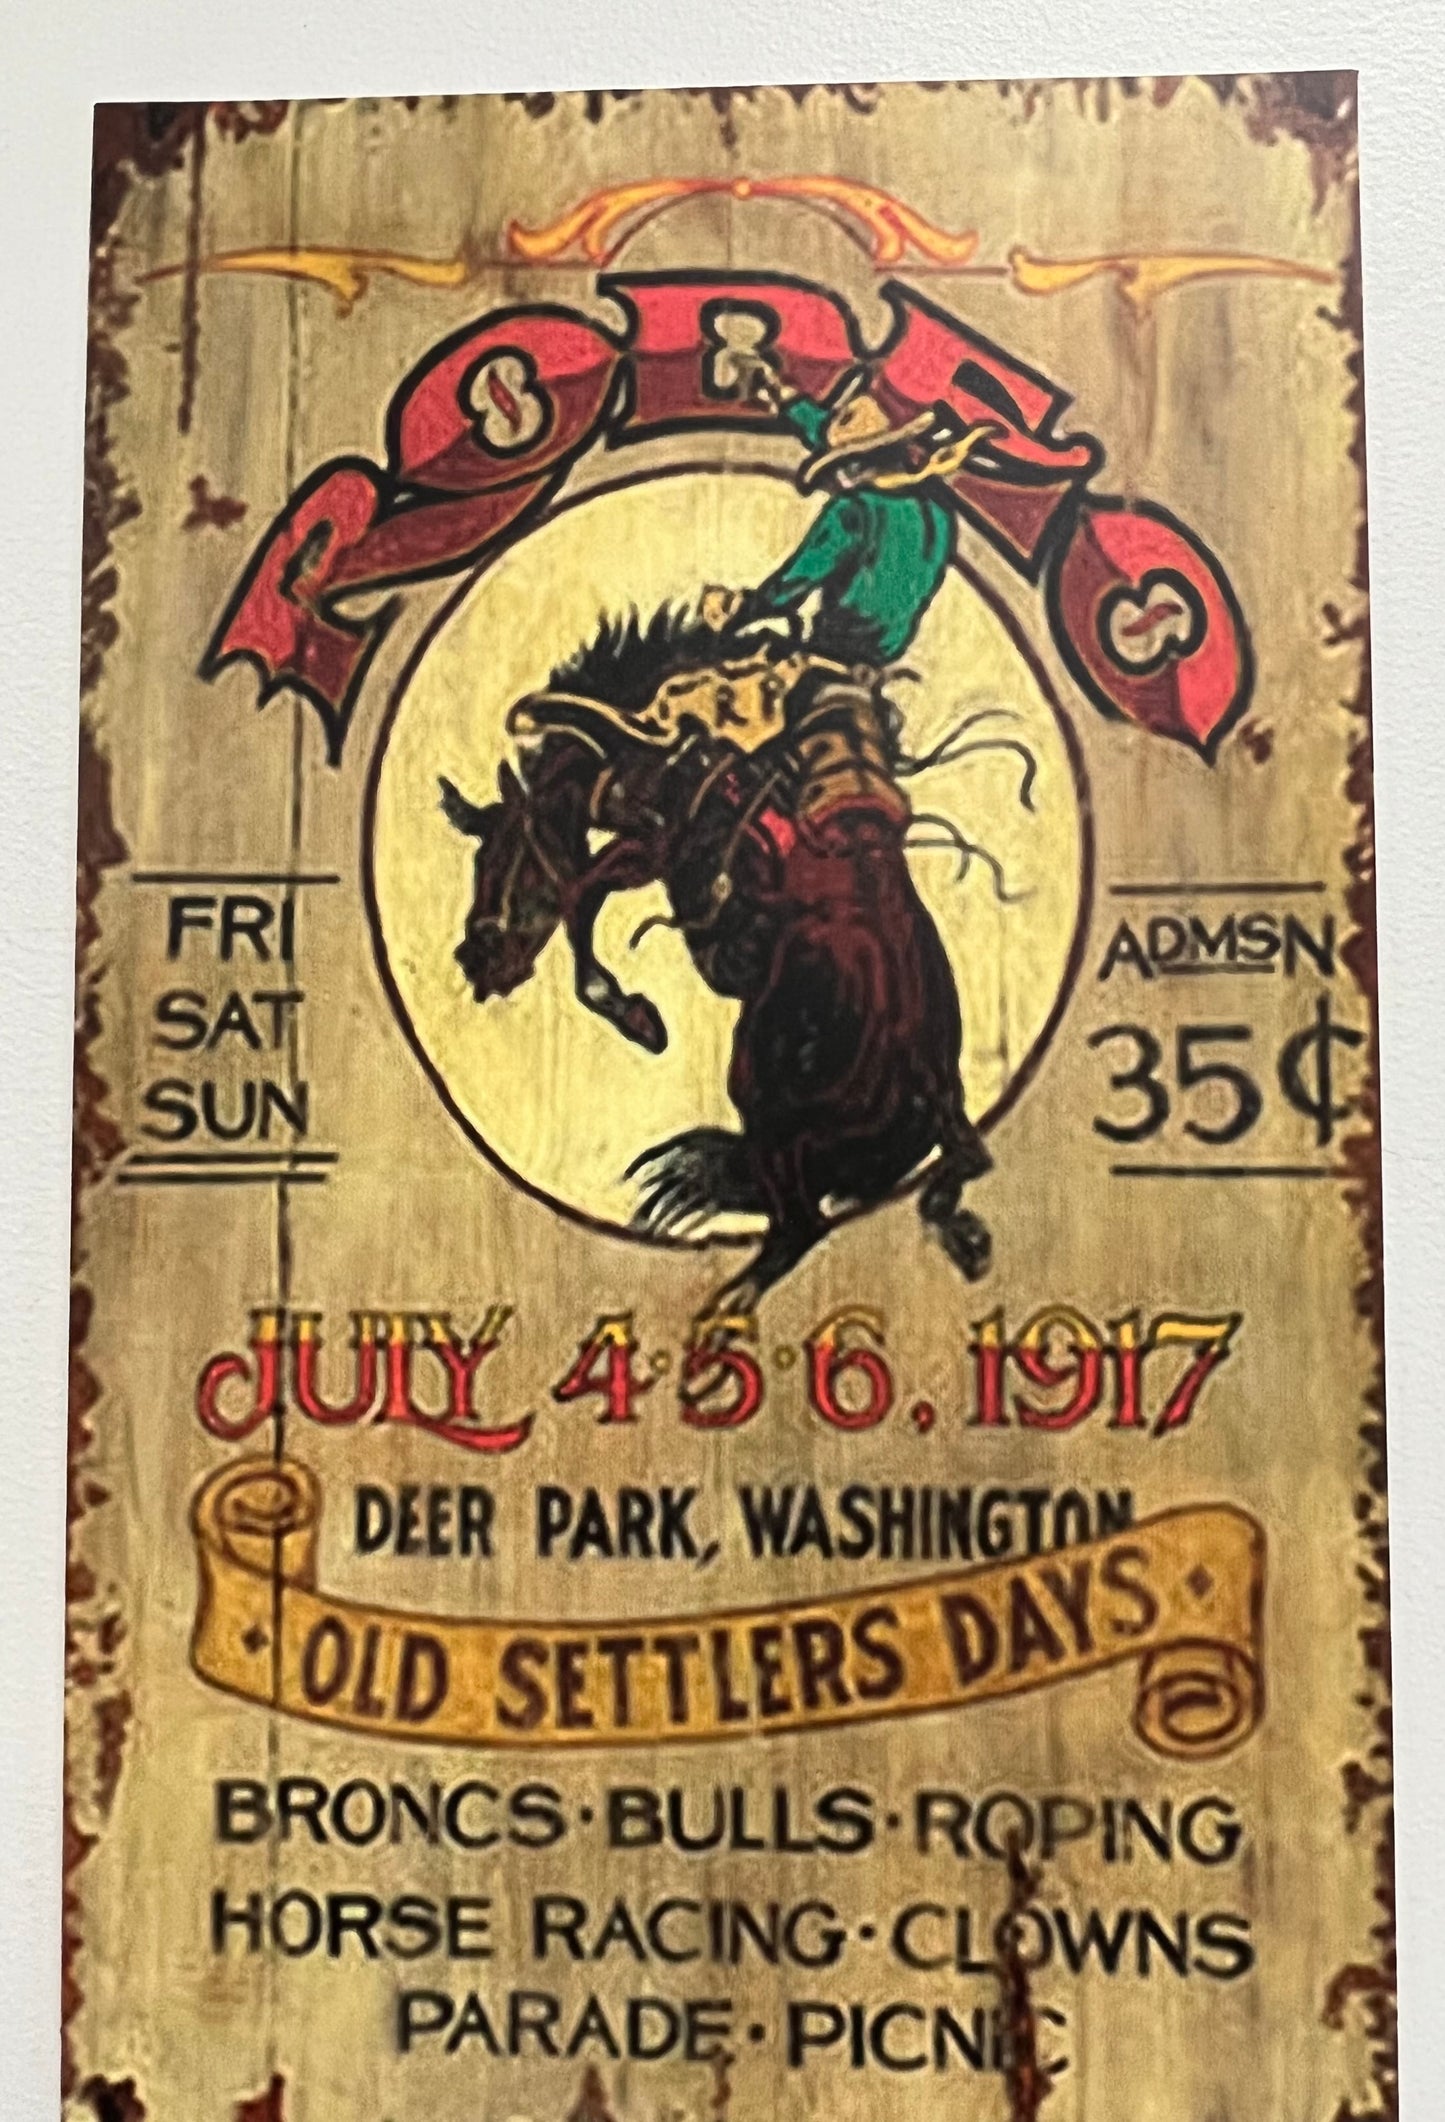 RODEO
FRI
SAT
SUN
ADMSN
35¢
JULY 4·5·6, 1917
DEER PARK, WASHINGTON
· OLD SETTLERS DAYS ·
BRONCS·BULLS·ROPING
HORSE RACING·CLOWNS
PARADE·PICNIC